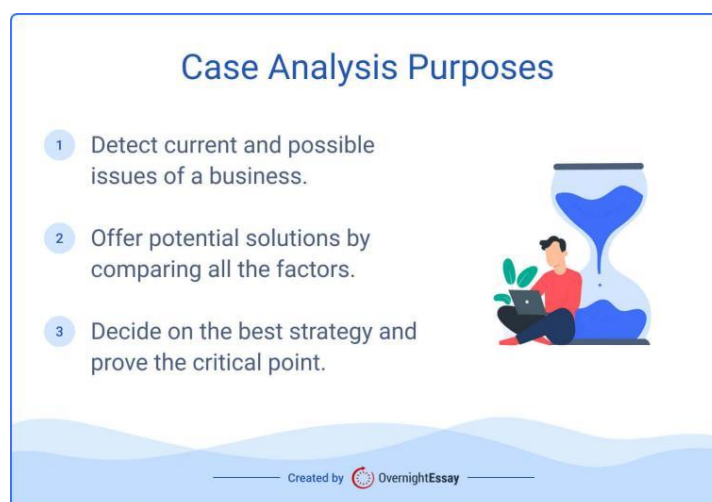 Case Analysis Purposes
1
Detect current and possible
issues of a business.
2
Offer potential solutions by
comparing all the factors.
3
Decide on the best strategy and
prove the critical point.
Created by OvernightEssay